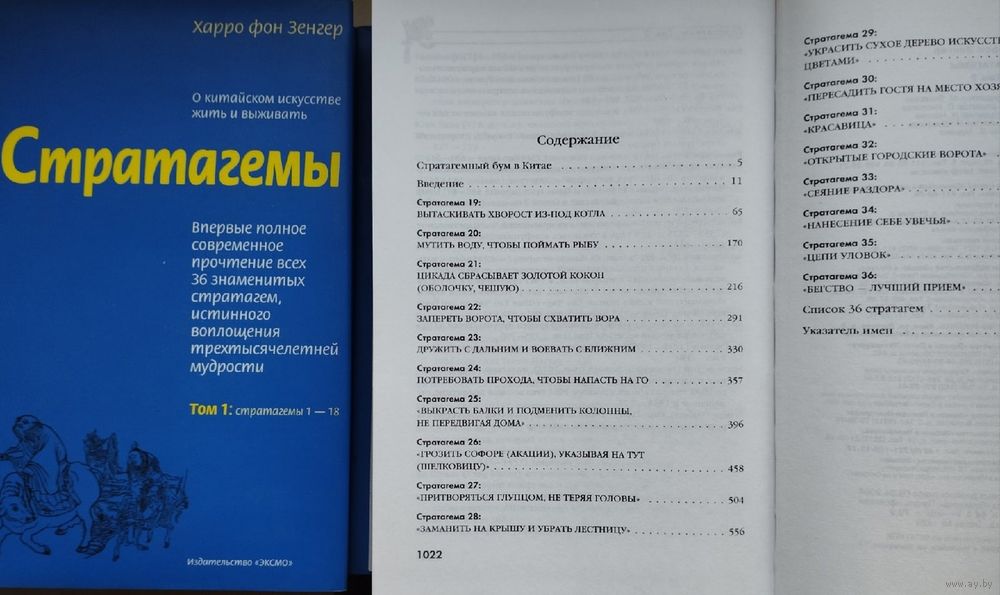 Харро фон Зенгер
О китайском искусстве
жить и выживать
Стратагемы
Впервые полное
современное
прочтение всех
36 знаменитых
стратагем,
истинного
воплощения
трехтысячелетней
мудрости
Том 1: стратагемы 1 — 18
Издательство «ЭКСМО»
Содержание
Стратагемный бум в Китае . . . . . . . . . . 5
Введение . . . . . . . . . . 11
Стратагема 19:
ВЫТАСКИВАТЬ ХВОРОСТ ИЗ-ПОД КОТЛА . . . . . . . . . . 65
Стратагема 20:
МУТИТЬ ВОДУ, ЧТОБЫ ПОЙМАТЬ РЫБУ . . . . . . . . . . 170
Стратагема 21:
ЦИКАДА СБРАСЫВАЕТ ЗОЛОТОЙ КОКОН
(ОБОЛОЧКУ, ЧЕШУЮ) . . . . . . . . . . 216
Стратагема 22:
ЗАПЕРЕТЬ ВОРОТА, ЧТОБЫ СХВАТИТЬ ВОРА . . . . . . . . . . 291
Стратагема 23:
ДРУЖИТЬ С ДАЛЬНИМ И ВОЕВАТЬ С БЛИЖНИМ . . . . . . . . . . 330
Стратагема 24:
ПОТРЕБОВАТЬ ПРОХОДА, ЧТОБЫ НАПАСТЬ НА ГО . . . . . . . . . . 357
Стратагема 25:
«ВЫКРАСТЬ БАЛКИ И ПОДМЕНИТЬ КОЛОННЫ,
НЕ ПЕРЕДВИГАЯ ДОМА» . . . . . . . . . . 396
Стратагема 26:
«ГРОЗИТЬ СОФОРЕ (АКАЦИИ), УКАЗЫВАЯ НА ТУТ
(ШЕЛКОВИЦУ)» . . . . . . . . . . 458
Стратагема 27:
«ПРИТВОРЯТЬСЯ ГЛУПЦОМ, НЕ ТЕРЯЯ ГОЛОВЫ» . . . . . . . . . . 504
Стратагема 28:
«ЗАМАНИТЬ НА КРЫШУ И УБРАТЬ ЛЕСТНИЦУ» . . . . . . . . . . 556
1022
Стратагема 29:
«УКРАСИТЬ СУХОЕ ДЕРЕВО ИСКУССТВ
ЦВЕТАМИ» . . . . . . . . . .
Стратагема 30:
«ПЕРЕСАДИТЬ ГОСТЯ НА МЕСТО ХОЗЯ
Стратагема 31:
«КРАСАВИЦА» . . . . . . . . . .
Стратагема 32:
«ОТКРЫТЫЕ ГОРОДСКИЕ ВОРОТА» . . . .
Стратагема 33:
«СЕЯНИЕ РАЗДОРА» . . . . . . . . . .
Стратагема 34:
«НАНЕСЕНИЕ СЕБЕ УВЕЧЬЯ» . . . . . .
Стратагема 35:
«ЦЕПИ УЛОВОК» . . . . . . . . . .
Стратагема 36:
«БЕГСТВО — ЛУЧШИЙ ПРИЕМ» . . . . .
Список 36 стратагем . . . . . . . . . .
Указатель имен . . . . . . . . . .
www.ay.by